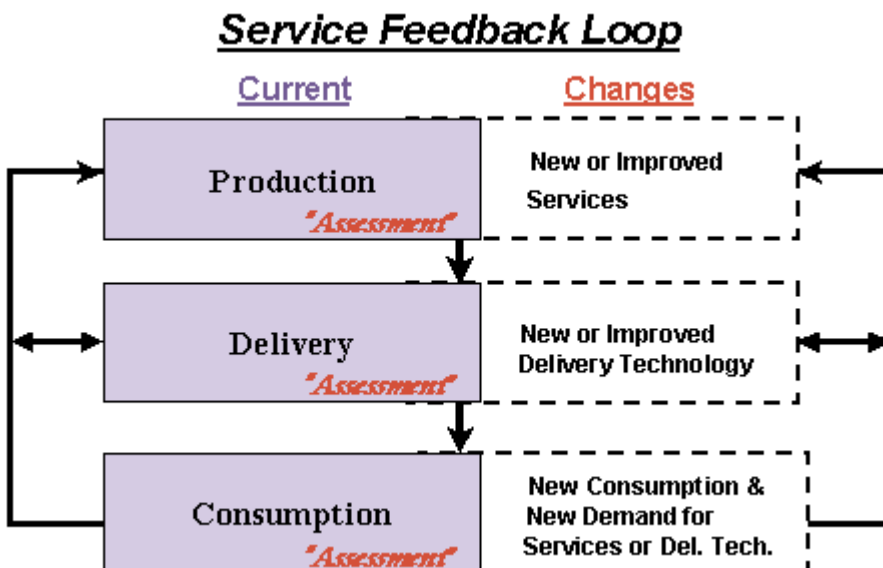 Service Feedback Loop
Current
Changes
Production
"Assessment"
New or Improved
Services
Delivery
"Assessment"
New or Improved
Delivery Technology
Consumption
"Assessment"
New Consumption &
New Demand for
Services or Del. Tech.